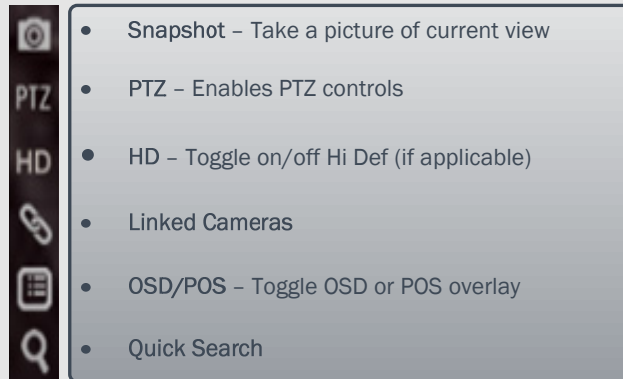 • Snapshot – Take a picture of current view
PTZ • PTZ – Enables PTZ controls
HD • HD – Toggle on/off Hi Def (if applicable)
• Linked Cameras
• OSD/POS – Toggle OSD or POS overlay
• Quick Search